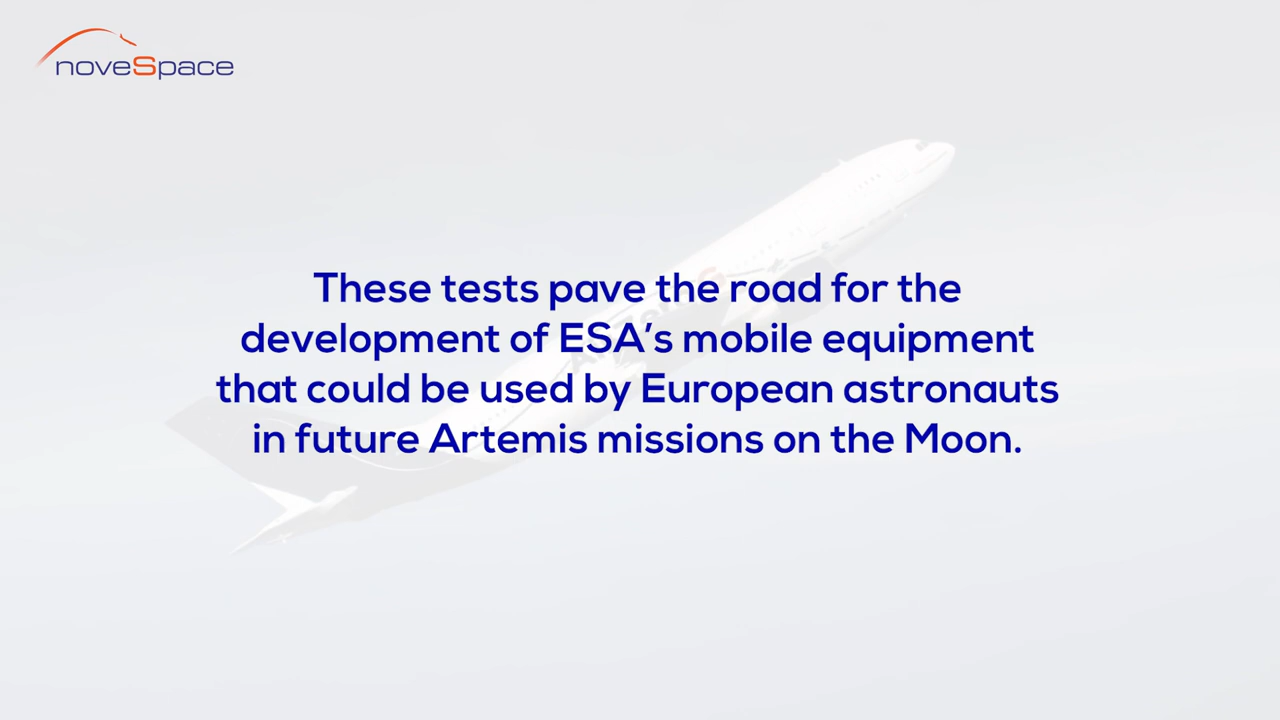 noveSpace
These tests pave the road for the
development of ESA’s mobile equipment
that could be used by European astronauts
in future Artemis missions on the Moon.